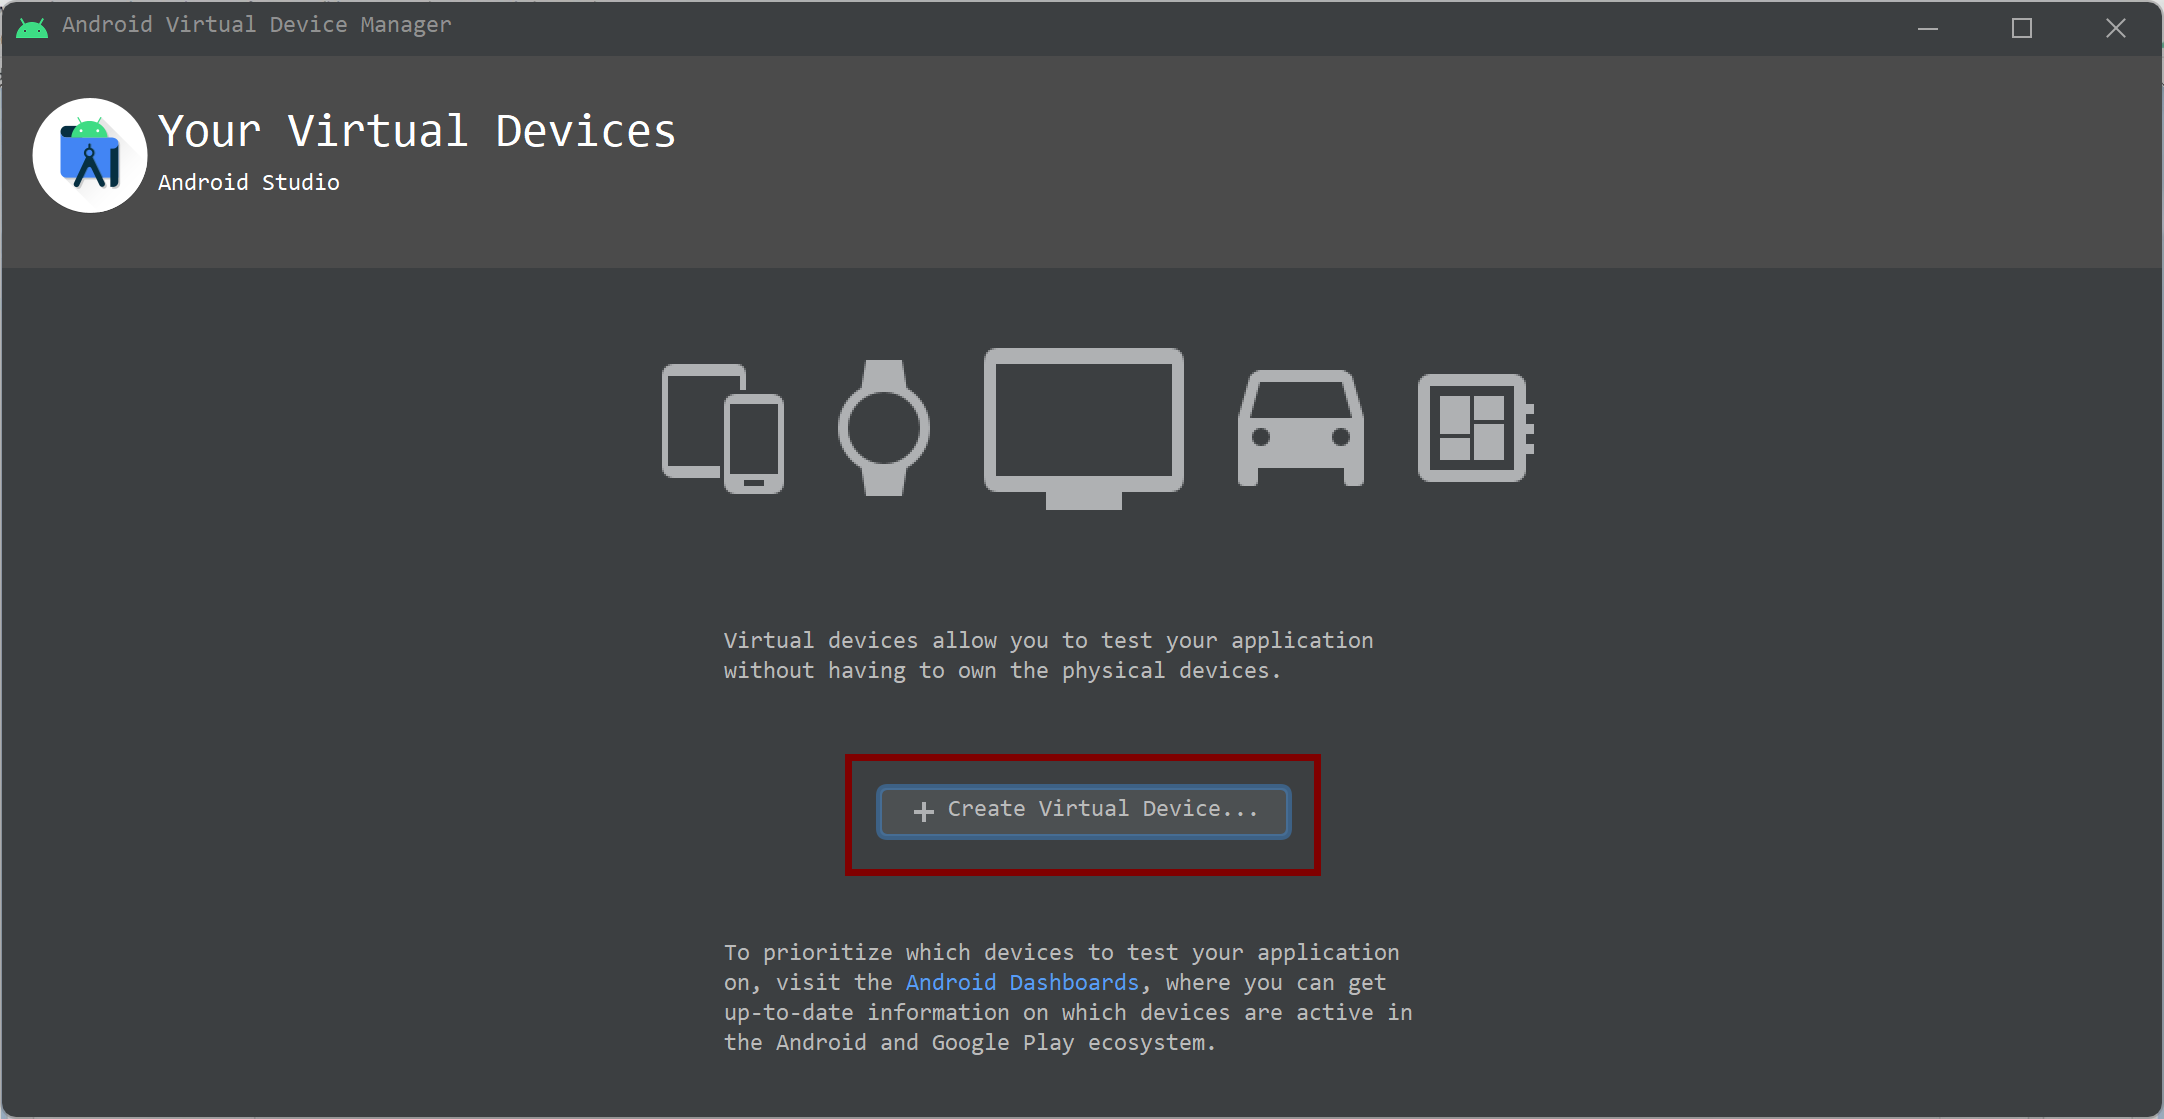 Android Virtual Device Manager
Your Virtual Devices
Android Studio
Virtual devices allow you to test your application
without having to own the physical devices.
+ Create Virtual Device...
To prioritize which devices to test your application
on, visit the Android Dashboards, where you can get
up-to-date information on which devices are active in
the Android and Google Play ecosystem.